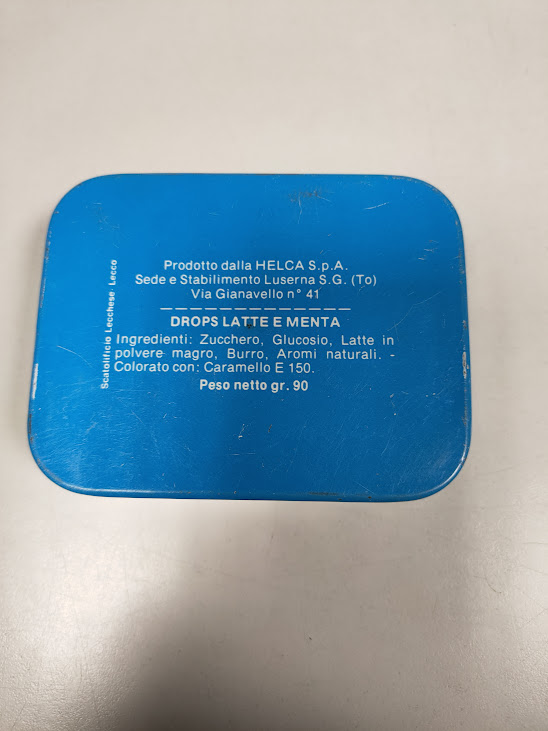 Prodotto dalla HELCA S.p.A.
Sede e Stabilimento Luserna S.G. (To)
Via Gianavello n° 41
DROPS LATTE E MENTA
Ingredienti: Zucchero, Glucosio, Latte in
polvere magro, Burro, Aromi naturali. -
Colorato con: Caramello E 150.
Peso netto gr. 90
Scatolificio Lecchese Lecco